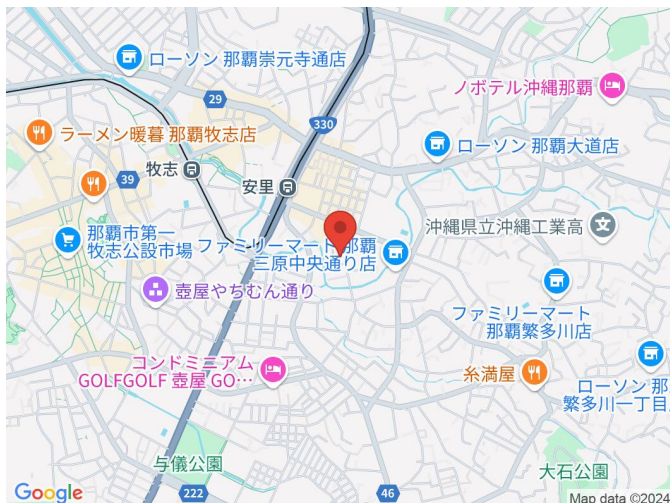 ローソン 那覇崇元寺通店
29
ノボテル沖縄那覇
330
ラーメン暖暮 那覇牧志店
ローソン 那覇大道店
牧志
39
安里
那覇市第一
牧志公設市場
ファミリーマート 那覇
三原中央通り店
沖縄県立沖縄工業高
壺屋やちむん通り
ファミリーマート
那覇繁多川店
コンドミニアム
GOLFGOLF 壺屋 GO…
糸満屋
ローソン 那
繁多川一丁目
与儀公園
大石公園
222
46
Google
Map data ©2024